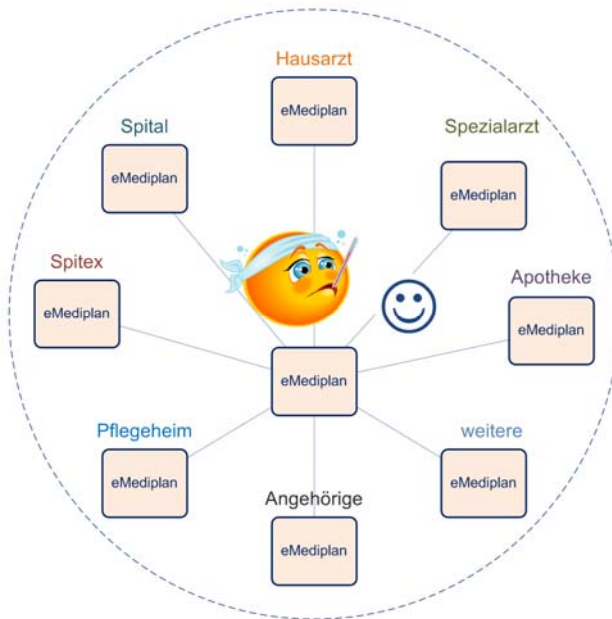 Hausarzt
eMediplan
Spital
eMediplan
Spezialarzt
eMediplan
Spitex
eMediplan
Apotheke
eMediplan
eMediplan
Pflegeheim
eMediplan
weitere
eMediplan
Angehörige
eMediplan